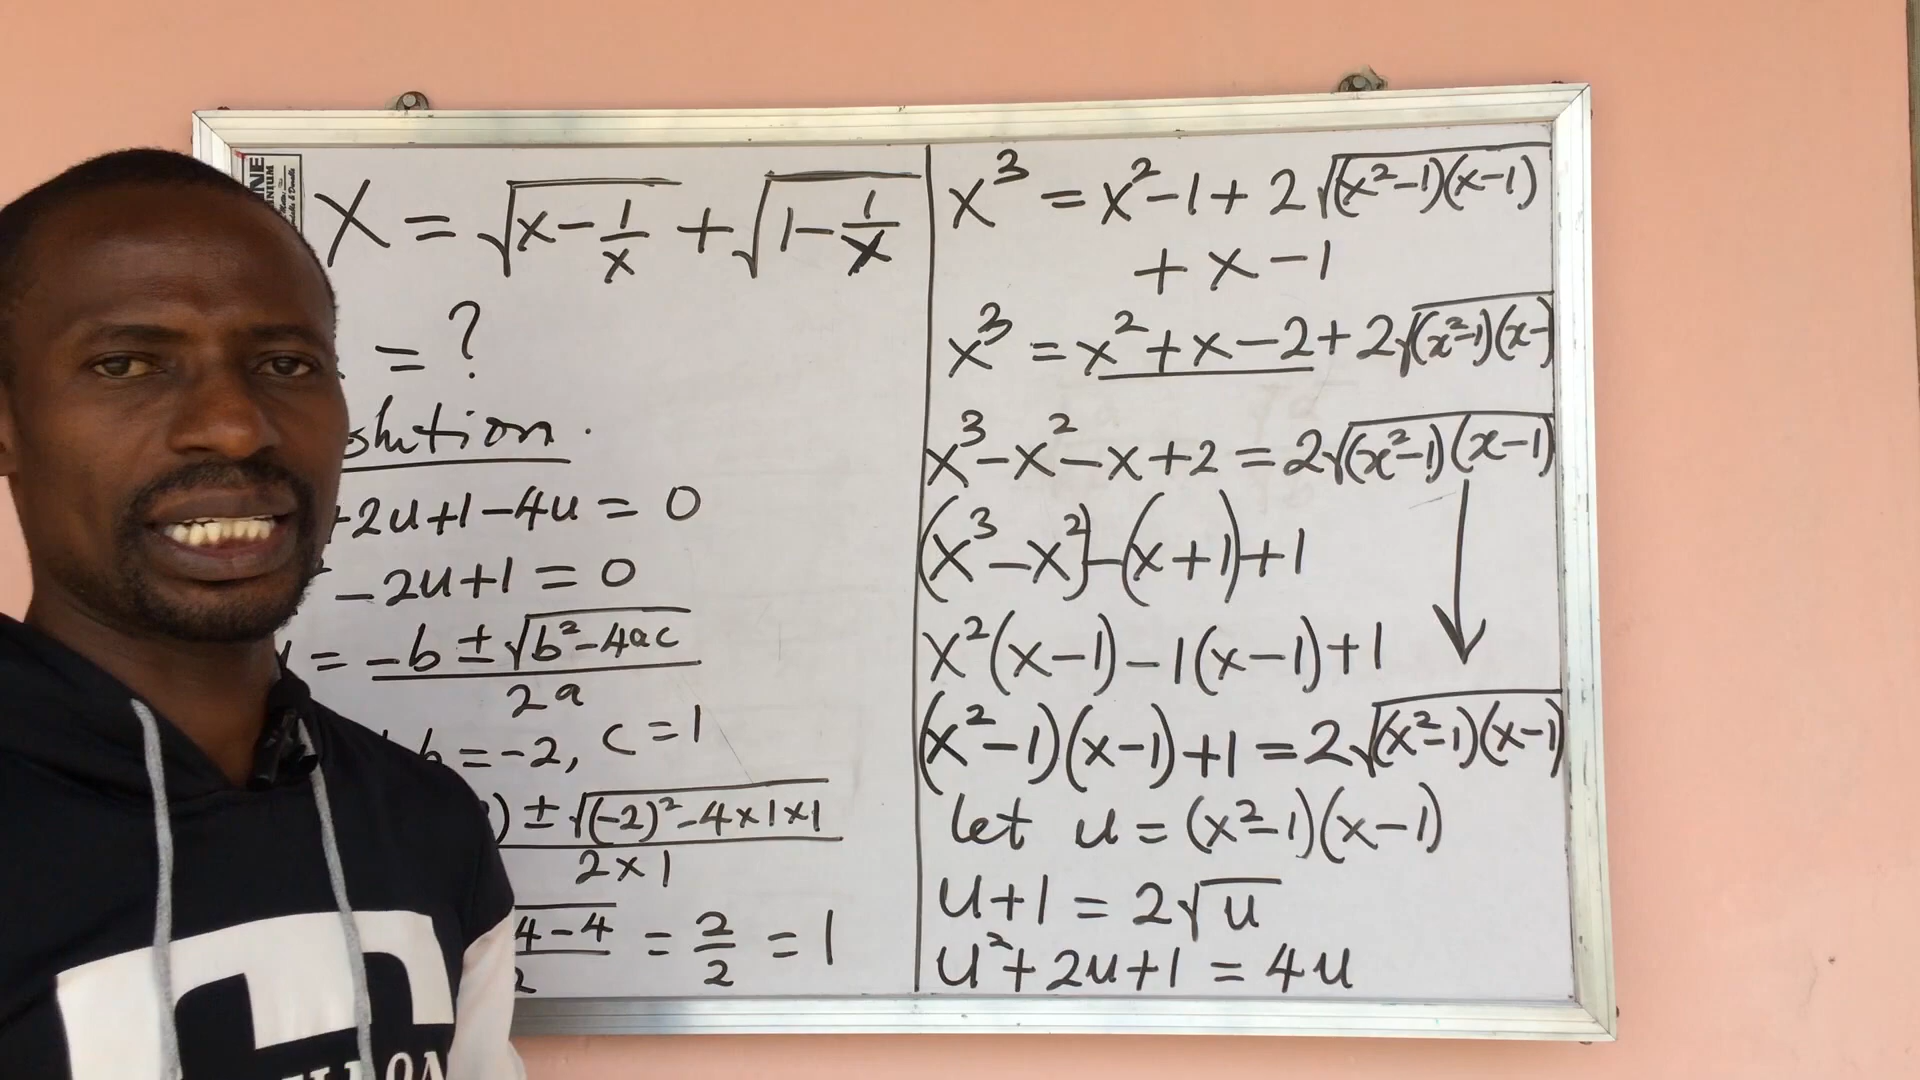 x = √(x-1/x) + √(1-1/x)
= ?
= 0
+2u+1-4u = 0
-2u+1 = 0
= -b ± √(b²-4ac)
2a
b = -2, c = 1
) ± √((-2)²-4×1×1)
2×1
4-4 = 2/2 = 1
2
x³ = x²-1 + 2√((x²-1)(x-1)
+ x - 1
x³ = x² + x - 2 + 2√((x²-1)(x-
x³ - x² - x + 2 = 2√((x²-1)(x-1)
(x³ - x²) - (x+1) + 1
x²(x-1) - 1(x-1) + 1
(x²-1)(x-1) + 1 = 2√((x²-1)(x-1)
let u = (x²-1)(x-1)
u+1 = 2√u
u² + 2u + 1 = 4u